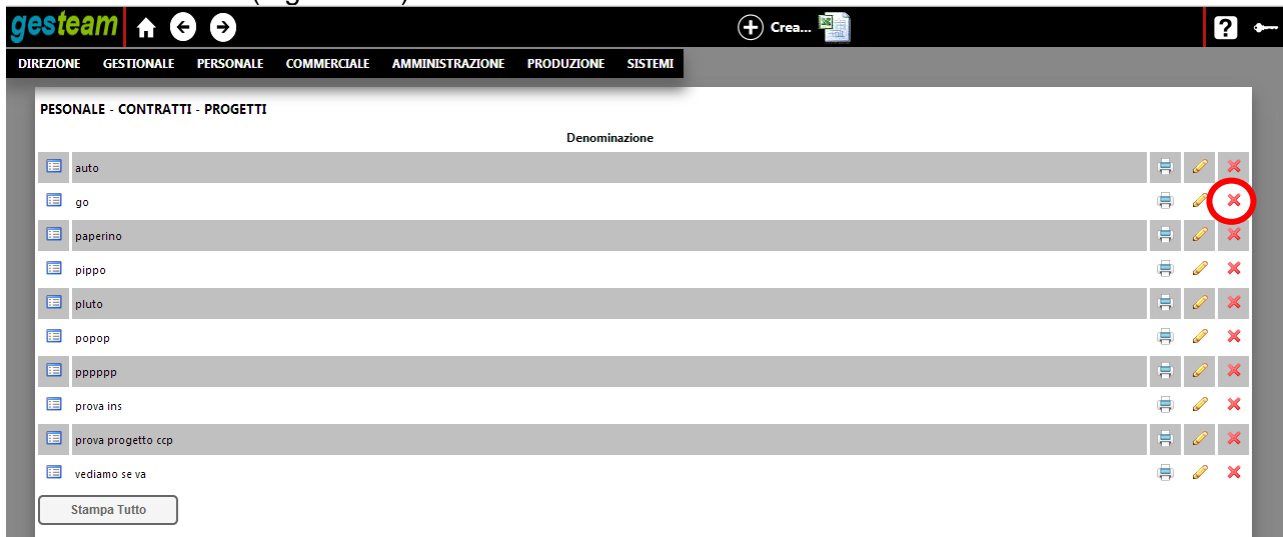 gesteam Crea... ?
DIREZIONE GESTIONALE PERSONALE COMMERCIALE AMMINISTRAZIONE PRODUZIONE SISTEMI
PESONALE - CONTRATTI - PROGETTI
Denominazione
auto
go
paperino
pippo
pluto
popop
pppppp
prova ins
prova progetto ccp
vediamo se va
Stampa Tutto